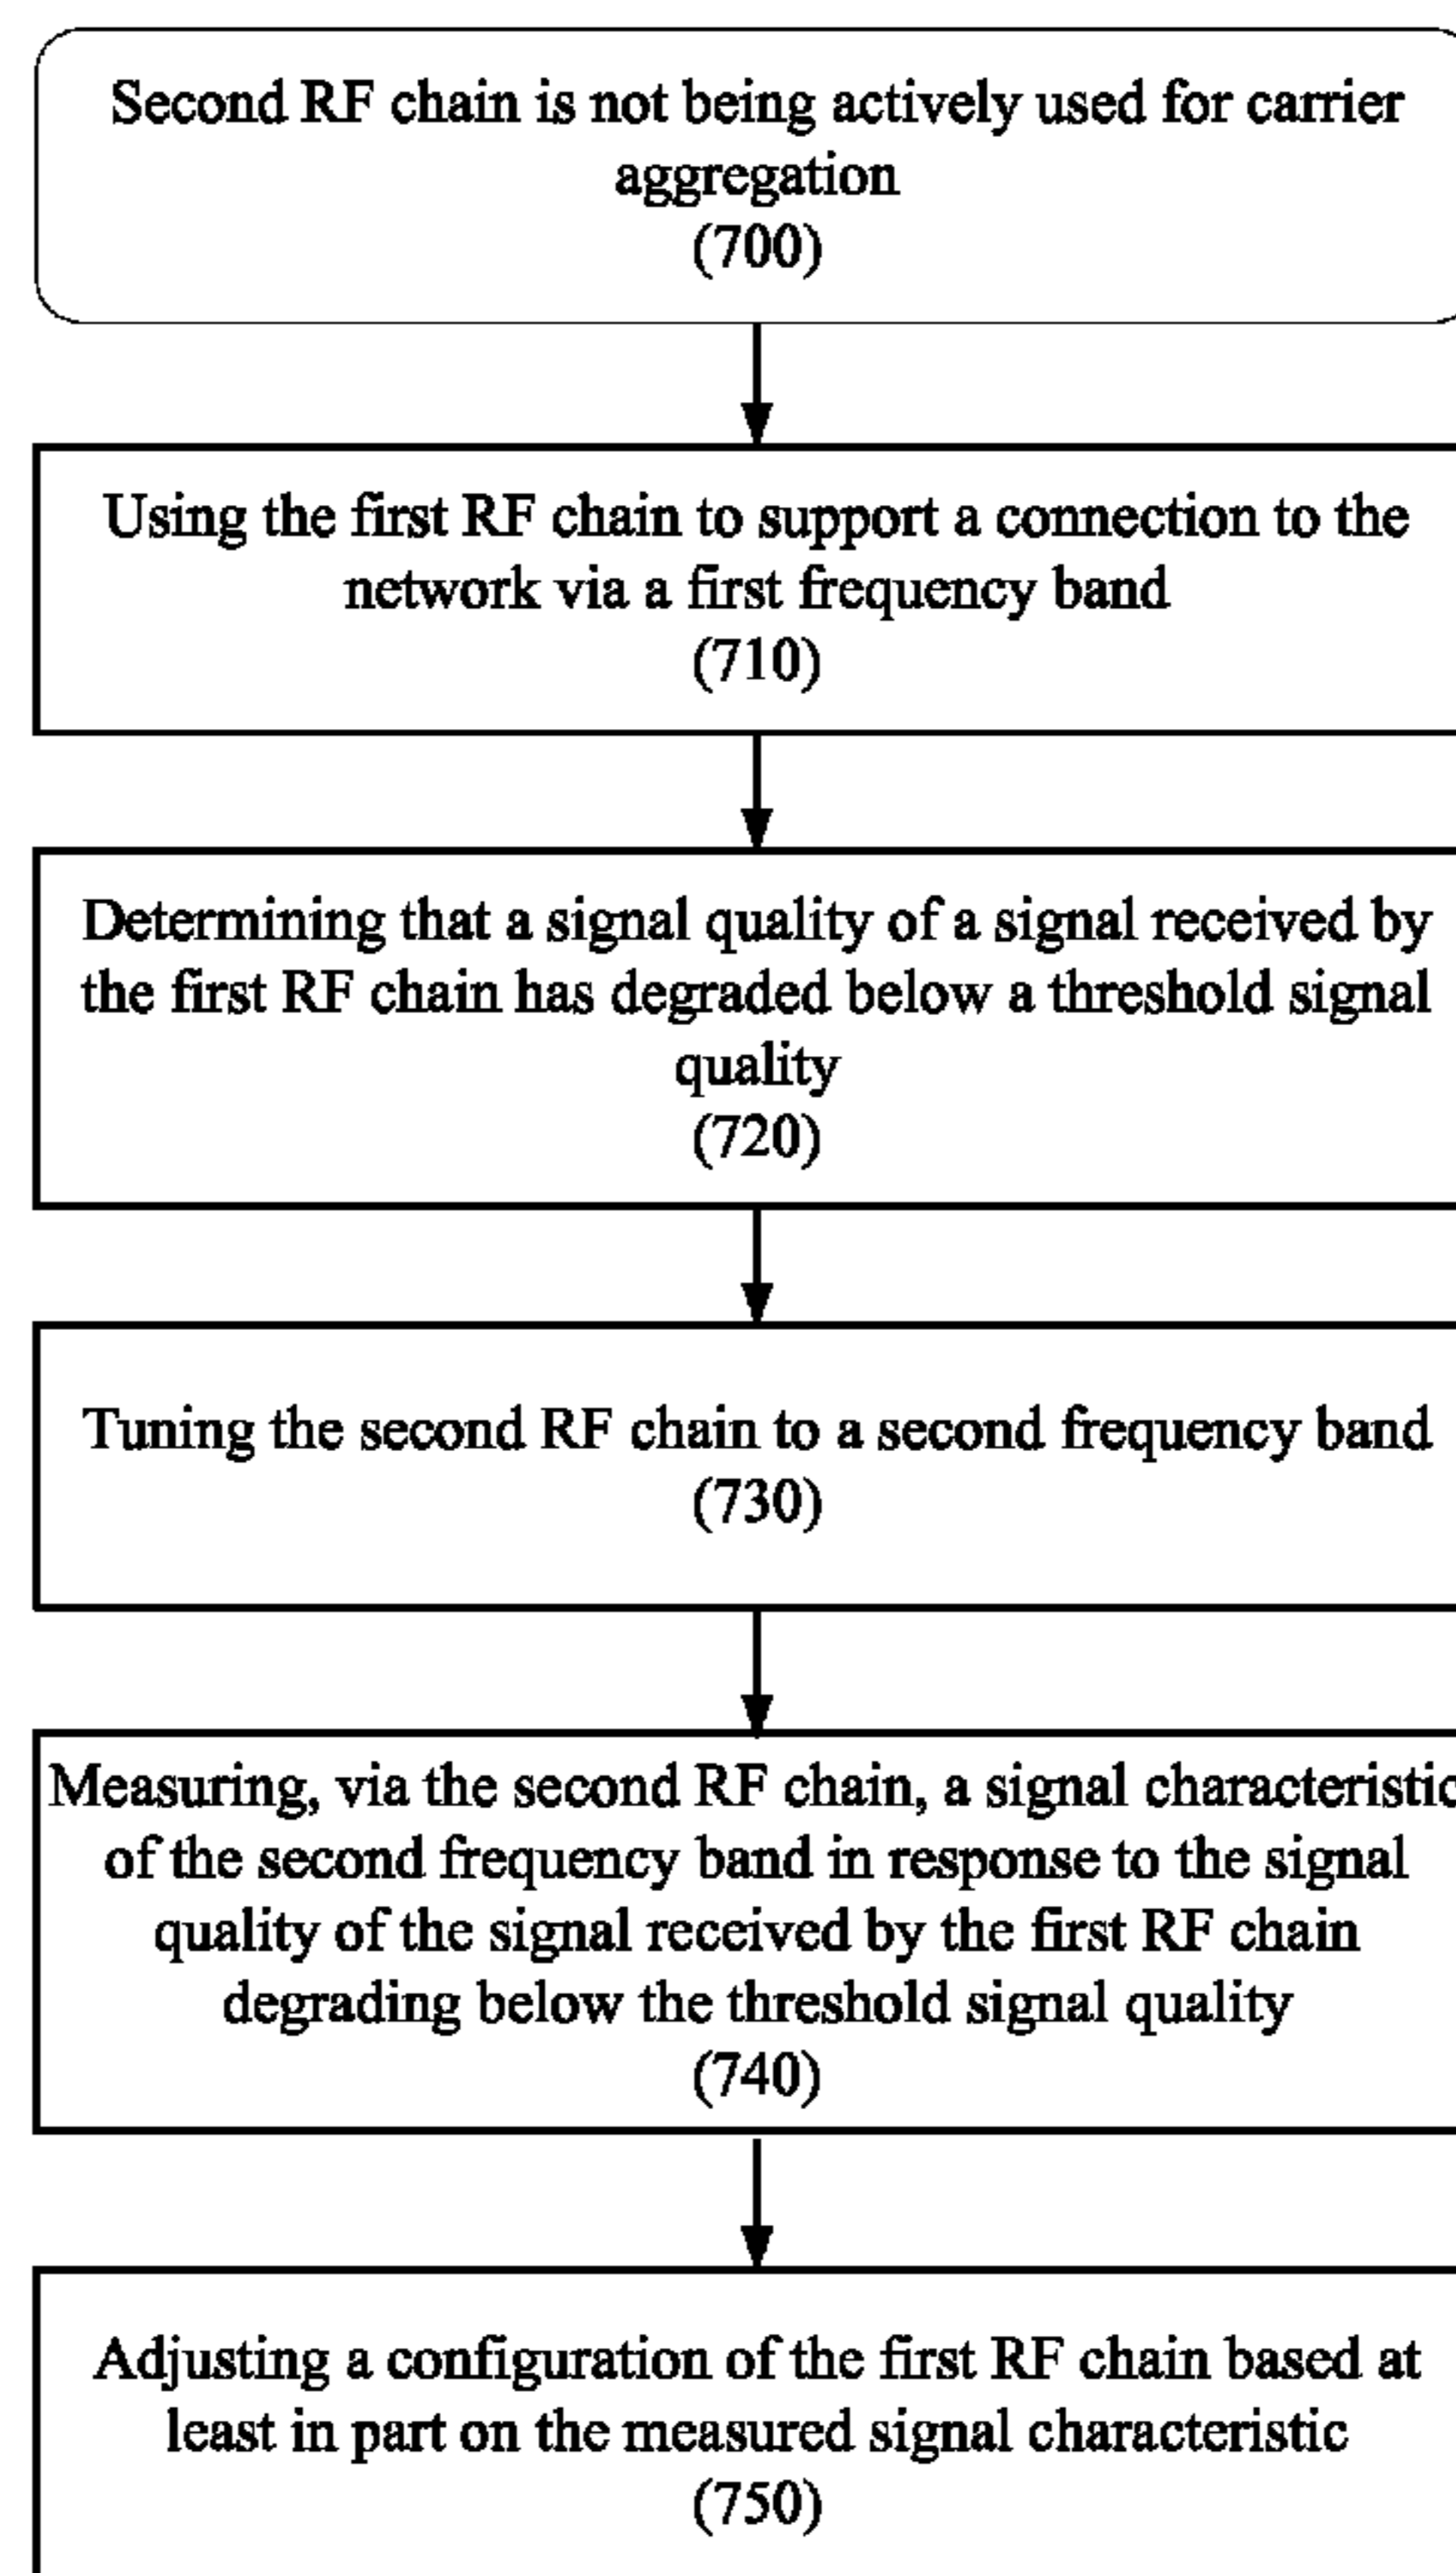 Second RF chain is not being actively used for carrier
aggregation
(700)
Using the first RF chain to support a connection to the
network via a first frequency band
(710)
Determining that a signal quality of a signal received by
the first RF chain has degraded below a threshold signal
quality
(720)
Tuning the second RF chain to a second frequency band
(730)
Measuring, via the second RF chain, a signal characteristic
of the second frequency band in response to the signal
quality of the signal received by the first RF chain
degrading below the threshold signal quality
(740)
Adjusting a configuration of the first RF chain based at
least in part on the measured signal characteristic
(750)